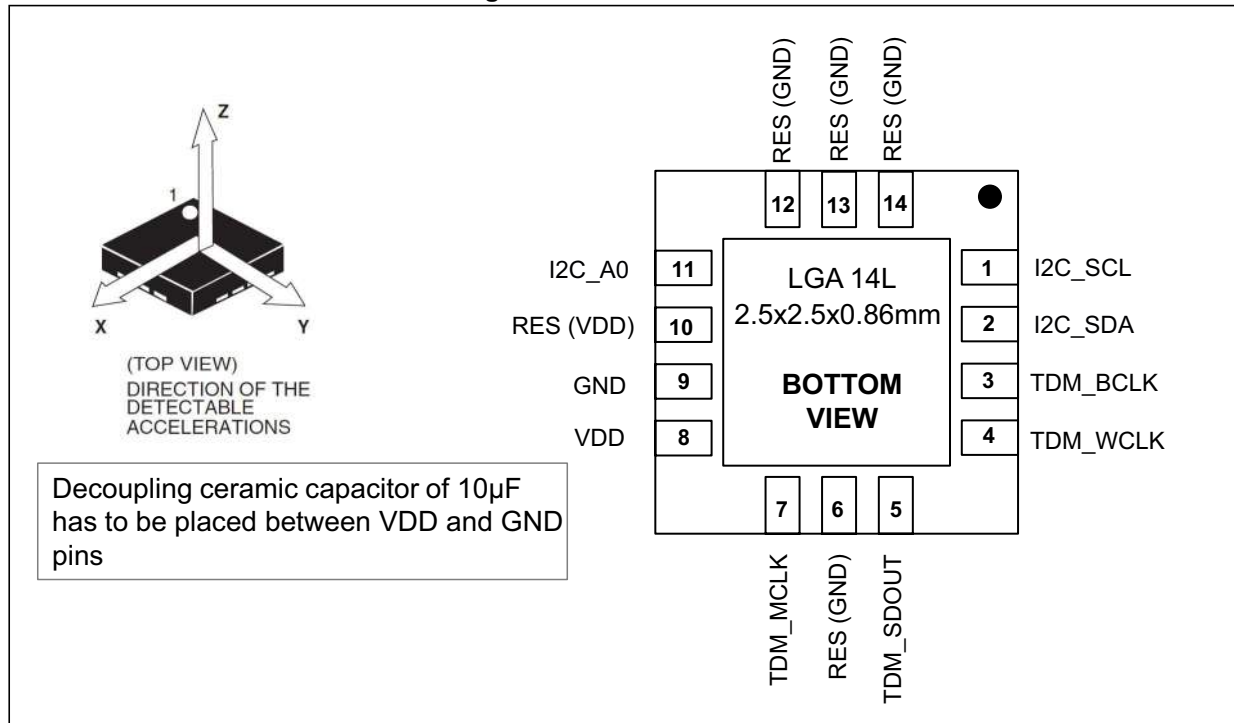 Z
1
X
Y
(TOP VIEW)
DIRECTION OF THE
DETECTABLE
ACCELERATIONS
Decoupling ceramic capacitor of 10µF
has to be placed between VDD and GND
pins
RES (GND)
RES (GND)
RES (GND)
12
13
14
I2C_A0
11
RES (VDD)
10
GND
9
VDD
8
LGA 14L
2.5x2.5x0.86mm
BOTTOM
VIEW
1
I2C_SCL
2
I2C_SDA
3
TDM_BCLK
4
TDM_WCLK
7
6
5
TDM_MCLK
RES (GND)
TDM_SDOUT